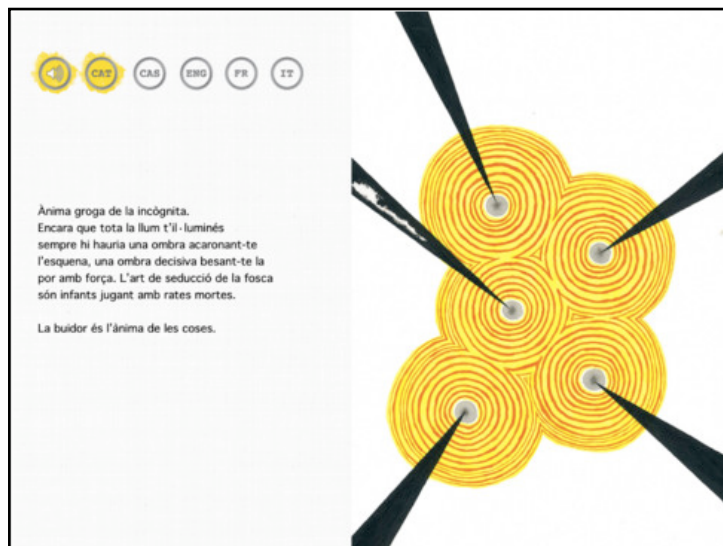 CAT CAS ENG FR IT
Ànima groga de la incògnita.
Encara que tota la llum t'il·luminés
sempre hi hauria una ombra acaronant-te
l'esquena, una ombra decisiva besant-te la
por amb força. L'art de seducció de la fosca
són infants jugant amb rates mortes.
La buidor és l'ànima de les coses.